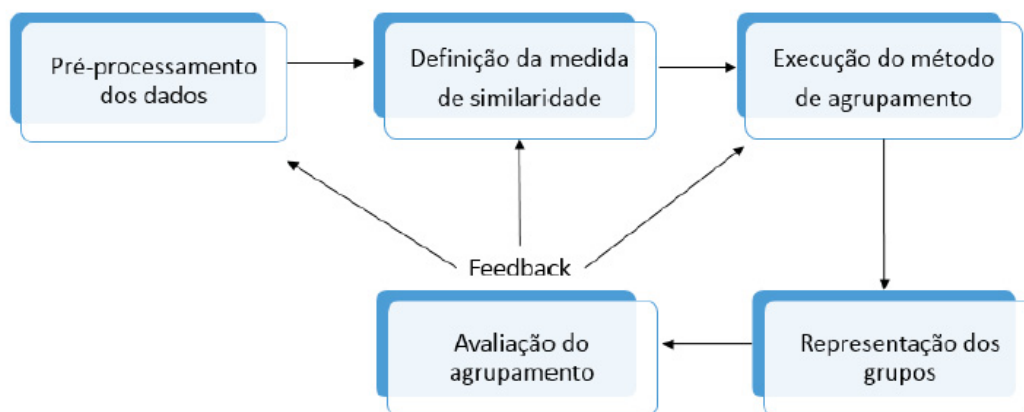 Pré-processamento
dos dados
Definição da medida
de similaridade
Execução do método
de agrupamento
Feedback
Avaliação do
agrupamento
Representação dos
grupos